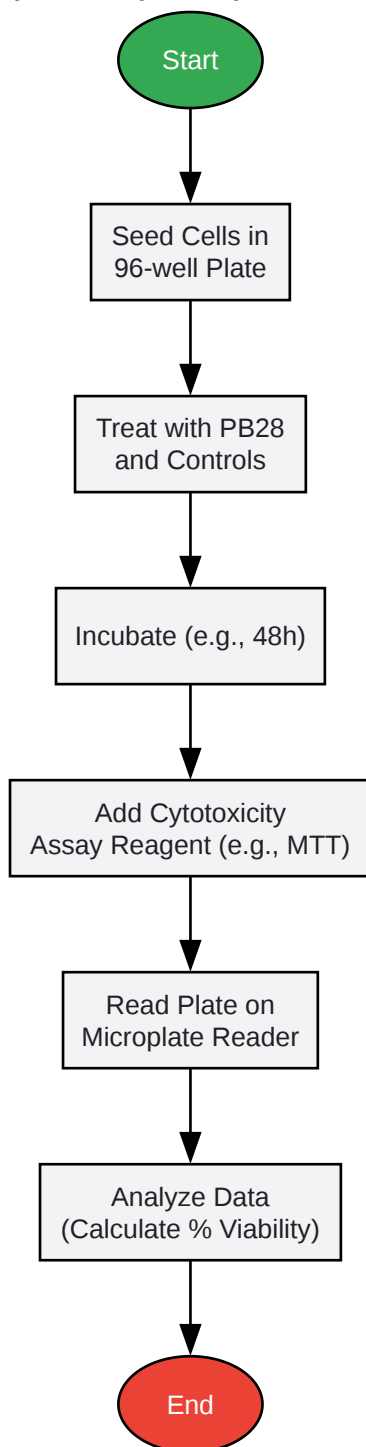 Start
Seed Cells in
96-well Plate
Treat with PB28
and Controls
Incubate (e.g., 48h)
Add Cytotoxicity
Assay Reagent (e.g., MTT)
Read Plate on
Microplate Reader
Analyze Data
(Calculate % Viability)
End